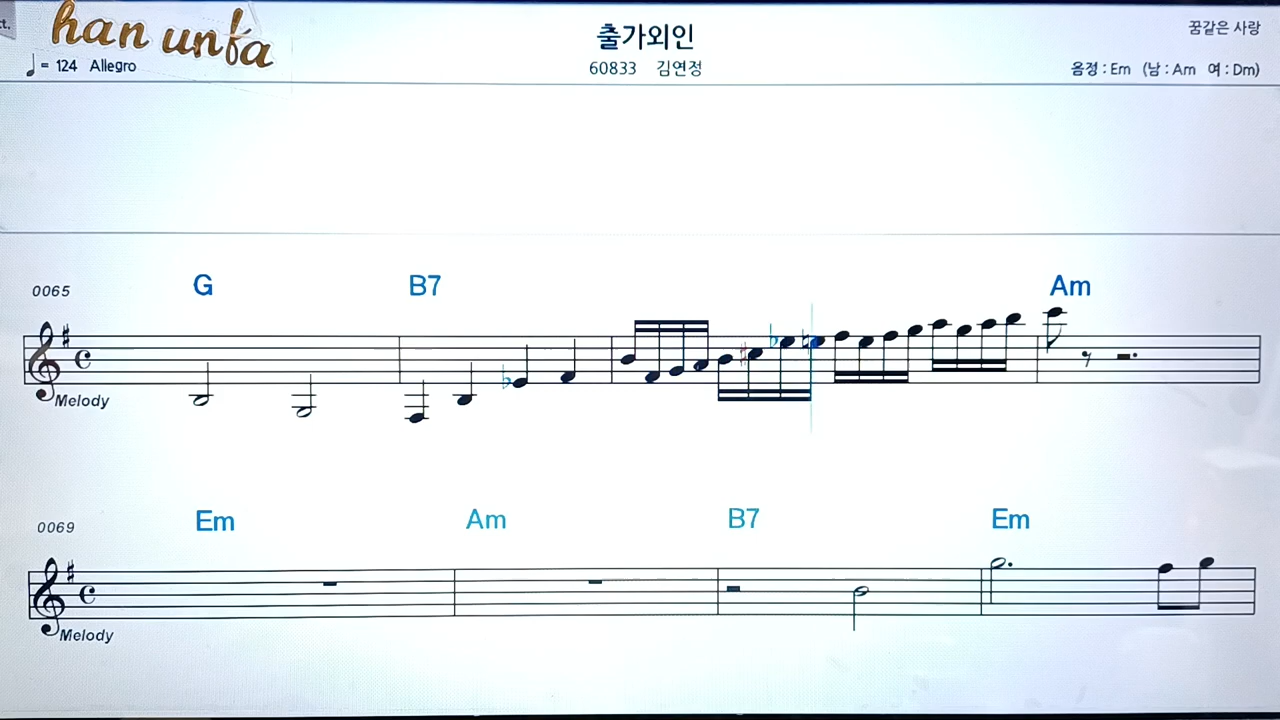 han unfa
출가외인
꿈같은 사랑
♩= 124 Allegro
60833 김연정
음정 : Em (남 : Am 여 : Dm)
0065
G B7 Am
Melody
0069
Em Am B7 Em
Melody